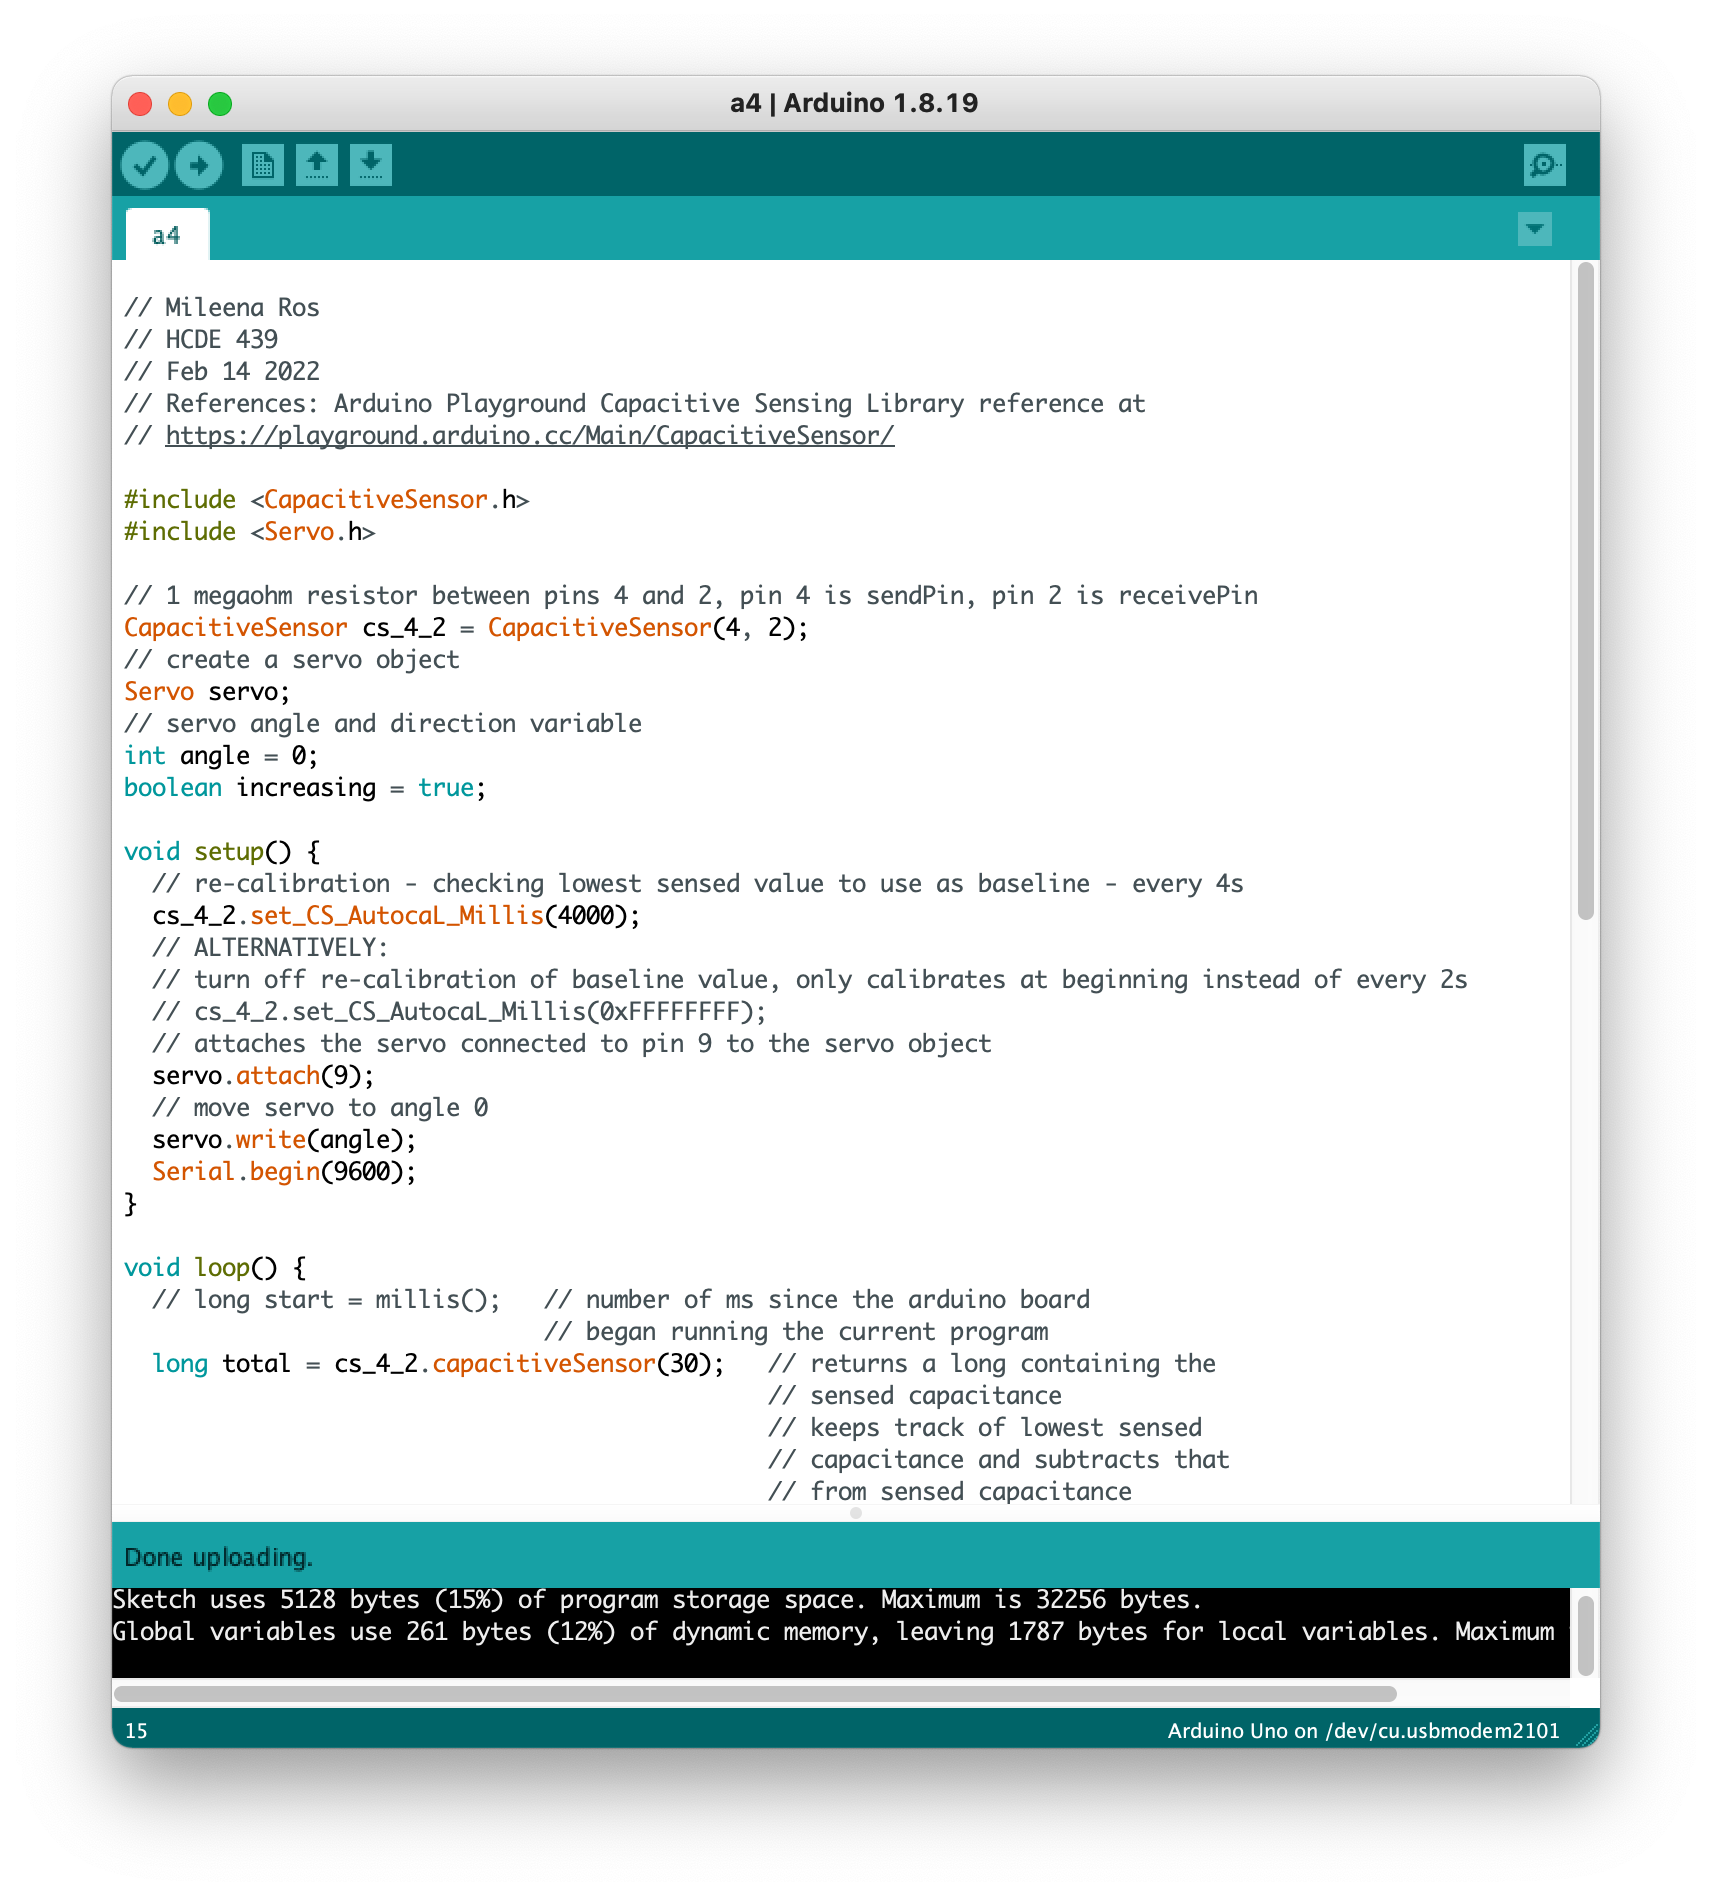 a4 | Arduino 1.8.19
a4
// Mileena Ros
// HCDE 439
// Feb 14 2022
// References: Arduino Playground Capacitive Sensing Library reference at
// https://playground.arduino.cc/Main/CapacitiveSensor/
#include <CapacitiveSensor.h>
#include <Servo.h>
// 1 megaohm resistor between pins 4 and 2, pin 4 is sendPin, pin 2 is receivePin
CapacitiveSensor cs_4_2 = CapacitiveSensor(4, 2);
// create a servo object
Servo servo;
// servo angle and direction variable
int angle = 0;
boolean increasing = true;
void setup() {
  // re-calibration - checking lowest sensed value to use as baseline - every 4s
  cs_4_2.set_CS_AutocaL_Millis(4000);
  // ALTERNATIVELY:
  // turn off re-calibration of baseline value, only calibrates at beginning instead of every 2s
  // cs_4_2.set_CS_AutocaL_Millis(0xFFFFFFFF);
  // attaches the servo connected to pin 9 to the servo object
  servo.attach(9);
  // move servo to angle 0
  servo.write(angle);
  Serial.begin(9600);
}
void loop() {
  // long start = millis();   // number of ms since the arduino board
                              // began running the current program
  long total = cs_4_2.capacitiveSensor(30);   // returns a long containing the
                                              // sensed capacitance
                                              // keeps track of lowest sensed
                                              // capacitance and subtracts that
                                              // from sensed capacitance
Done uploading.
Sketch uses 5128 bytes (15%) of program storage space. Maximum is 32256 bytes.
Global variables use 261 bytes (12%) of dynamic memory, leaving 1787 bytes for local variables. Maximum
15
Arduino Uno on /dev/cu.usbmodem2101